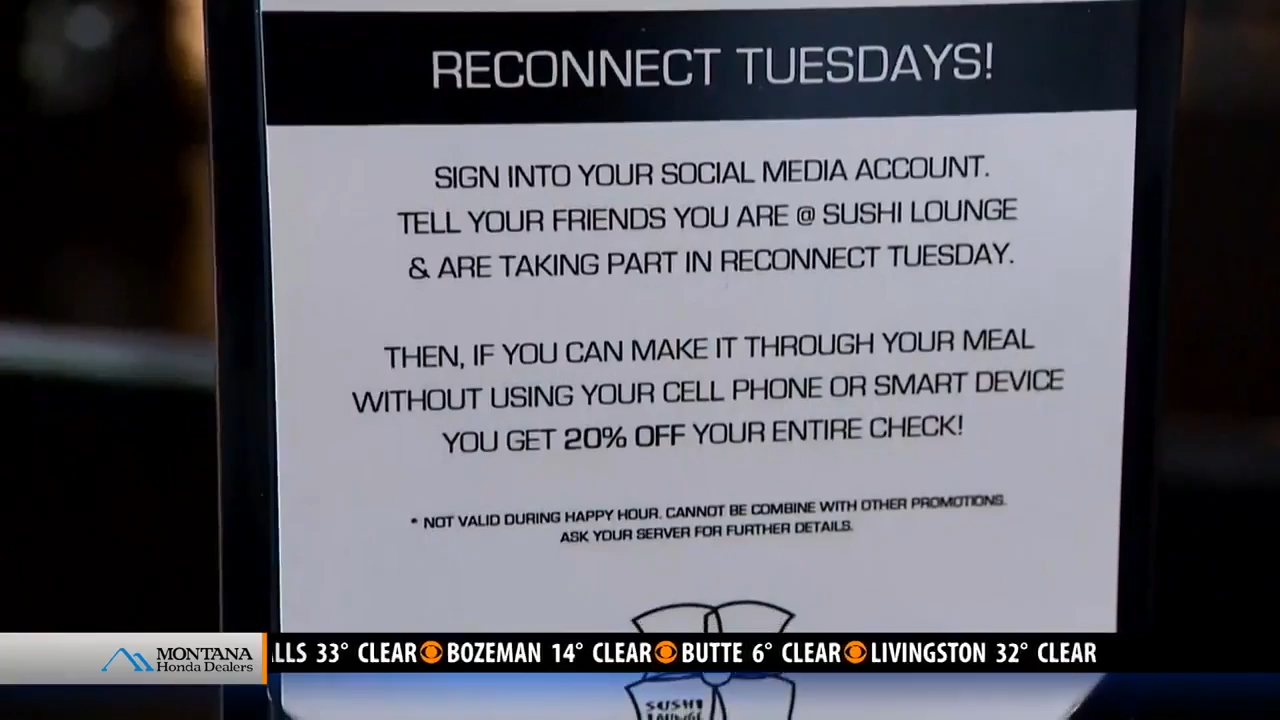 RECONNECT TUESDAYS!
SIGN INTO YOUR SOCIAL MEDIA ACCOUNT.
TELL YOUR FRIENDS YOU ARE @ SUSHI LOUNGE
& ARE TAKING PART IN RECONNECT TUESDAY.
THEN, IF YOU CAN MAKE IT THROUGH YOUR MEAL
WITHOUT USING YOUR CELL PHONE OR SMART DEVICE
YOU GET 20% OFF YOUR ENTIRE CHECK!
* NOT VALID DURING HAPPY HOUR. CANNOT BE COMBINE WITH OTHER PROMOTIONS.
ASK YOUR SERVER FOR FURTHER DETAILS.
MONTANA
Honda Dealers
LLS 33° CLEAR BOZEMAN 14° CLEAR BUTTE 6° CLEAR LIVINGSTON 32° CLEAR
SUSHI
LOUNGE